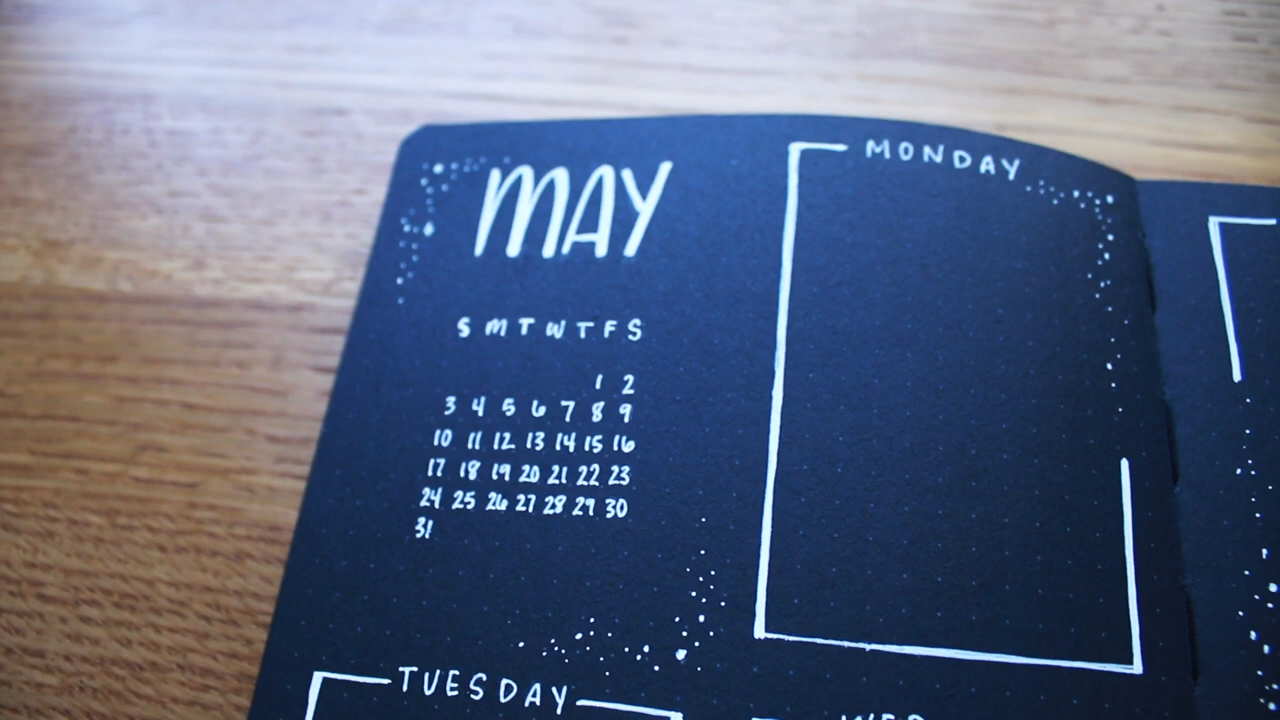 MAY
S M T W T F S
1 2
3 4 5 6 7 8 9
10 11 12 13 14 15 16
17 18 19 20 21 22 23
24 25 26 27 28 29 30
31
MONDAY
TUESDAY
WED